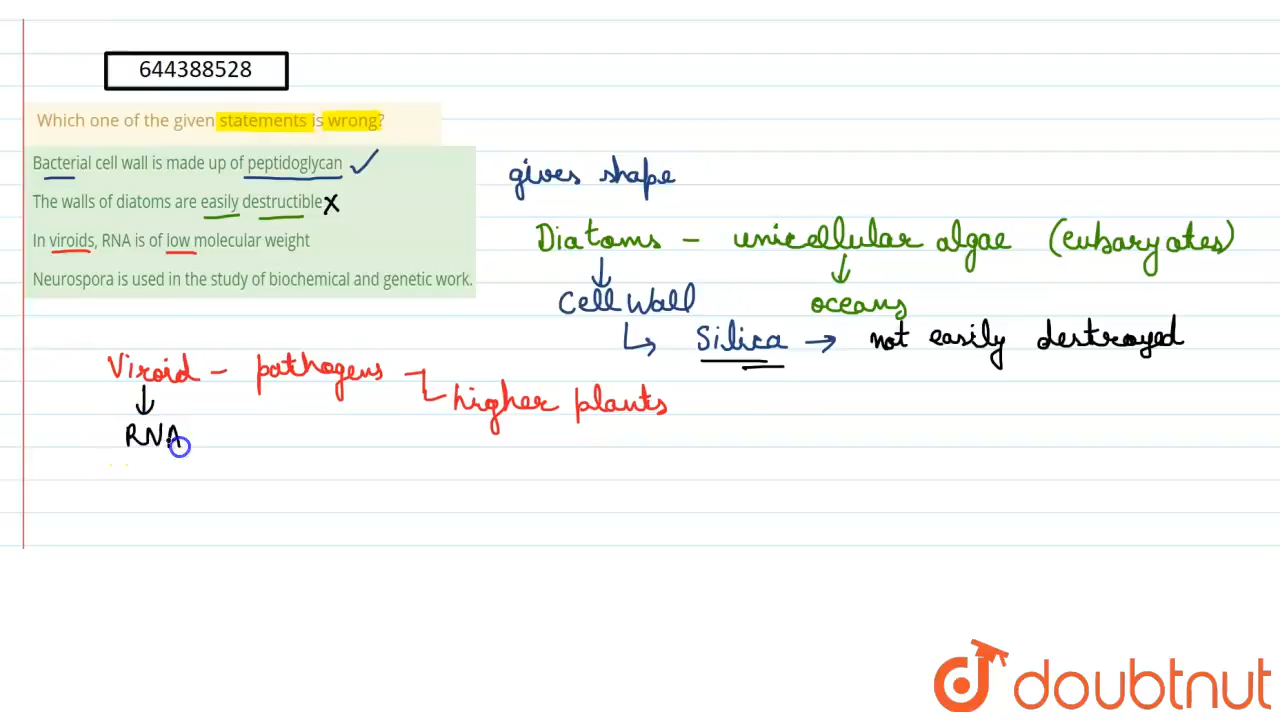 644388528
Which one of the given statements is wrong?
Bacterial cell wall is made up of peptidoglycan ✓
The walls of diatoms are easily destructible X
In viroids, RNA is of low molecular weight
Neurospora is used in the study of biochemical and genetic work.
gives shape
Diatoms - unicellular algae (eukaryotes)
↓ ↓
Cell Wall oceans
↳ Silica → not easily destroyed
Viroid - pathogens
higher plants
↓
RNA
doubtnut